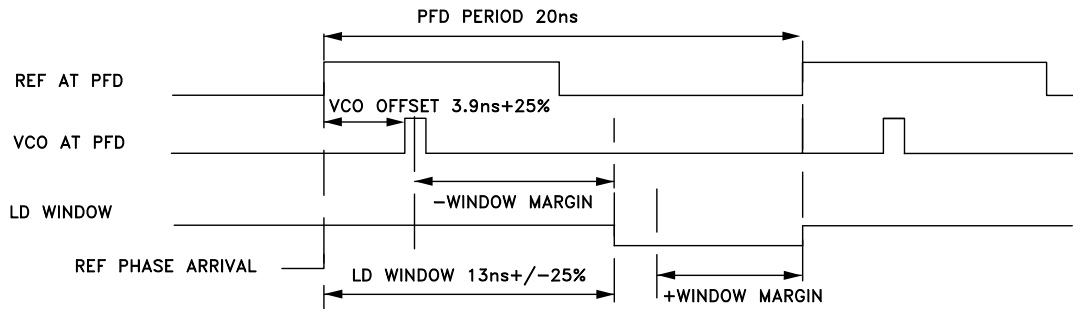 PFD PERIOD 20ns
REF AT PFD
VCO OFFSET 3.9ns+25%
VCO AT PFD
-WINDOW MARGIN
LD WINDOW
REF PHASE ARRIVAL
LD WINDOW 13ns+/-25%
+WINDOW MARGIN